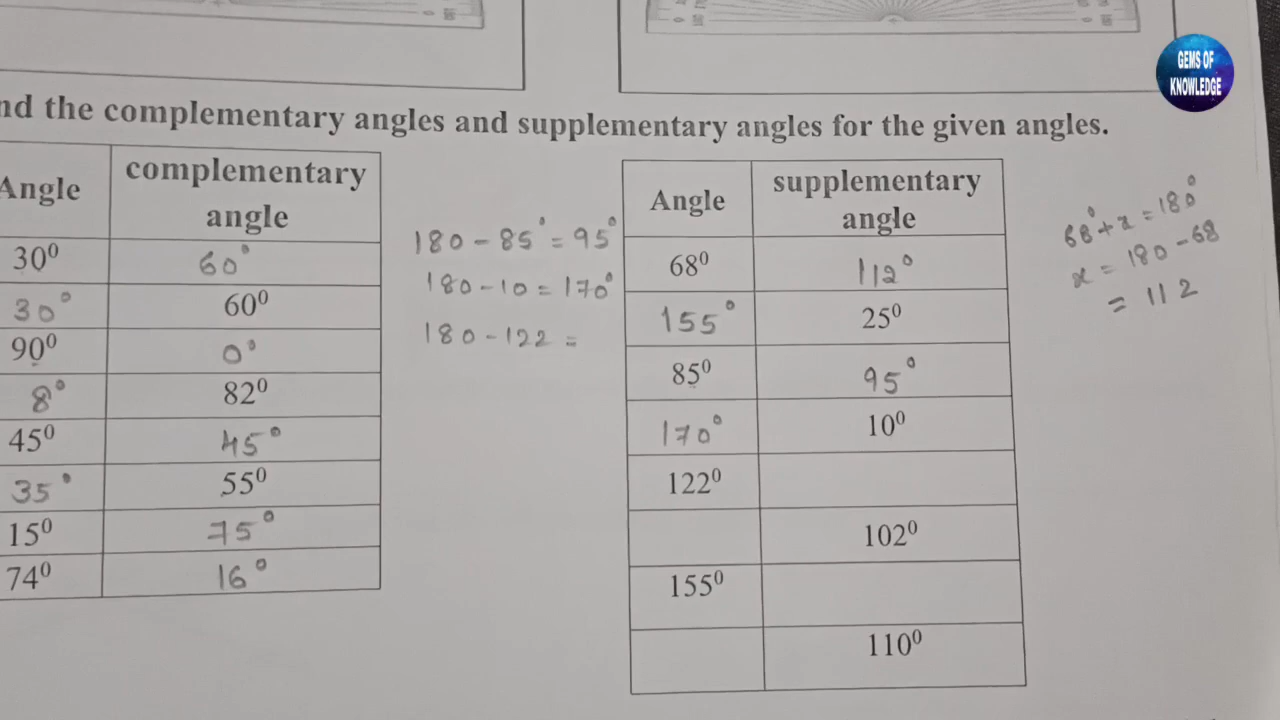 GEMS OF
KNOWLEDGE
nd the complementary angles and supplementary angles for the given angles.
Angle complementary angle
30⁰ 60°
30° 60⁰
90⁰ 0°
8° 82⁰
45⁰ 45°
35° 55⁰
15⁰ 75°
74⁰ 16°
180 - 85° = 95°
180 - 10 = 170°
180 - 122 =
Angle supplementary angle
68⁰ 112°
155° 25⁰
85⁰ 95°
170° 10⁰
122⁰
102⁰
155⁰
110⁰
68° + x = 180°
x = 180 - 68
= 112